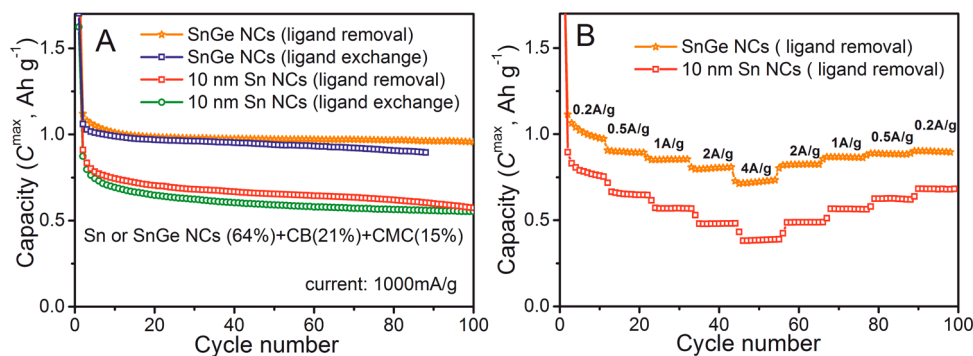 A
SnGe NCs (ligand removal)
SnGe NCs (ligand exchange)
10 nm Sn NCs (ligand removal)
10 nm Sn NCs (ligand exchange)
Capacity (C^max, Ah g^-1)
1.5
1.0
0.5
0.0
Sn or SnGe NCs (64%)+CB(21%)+CMC(15%)
current: 1000mA/g
0 20 40 60 80 100
Cycle number
B
SnGe NCs ( ligand removal)
10 nm Sn NCs ( ligand removal)
Capacity (C^max, Ah g^-1)
1.5
1.0
0.5
0.0
0.2A/g
0.5A/g
1A/g
2A/g
4A/g
2A/g
1A/g
0.5A/g
0.2A/g
0 20 40 60 80 100
Cycle number